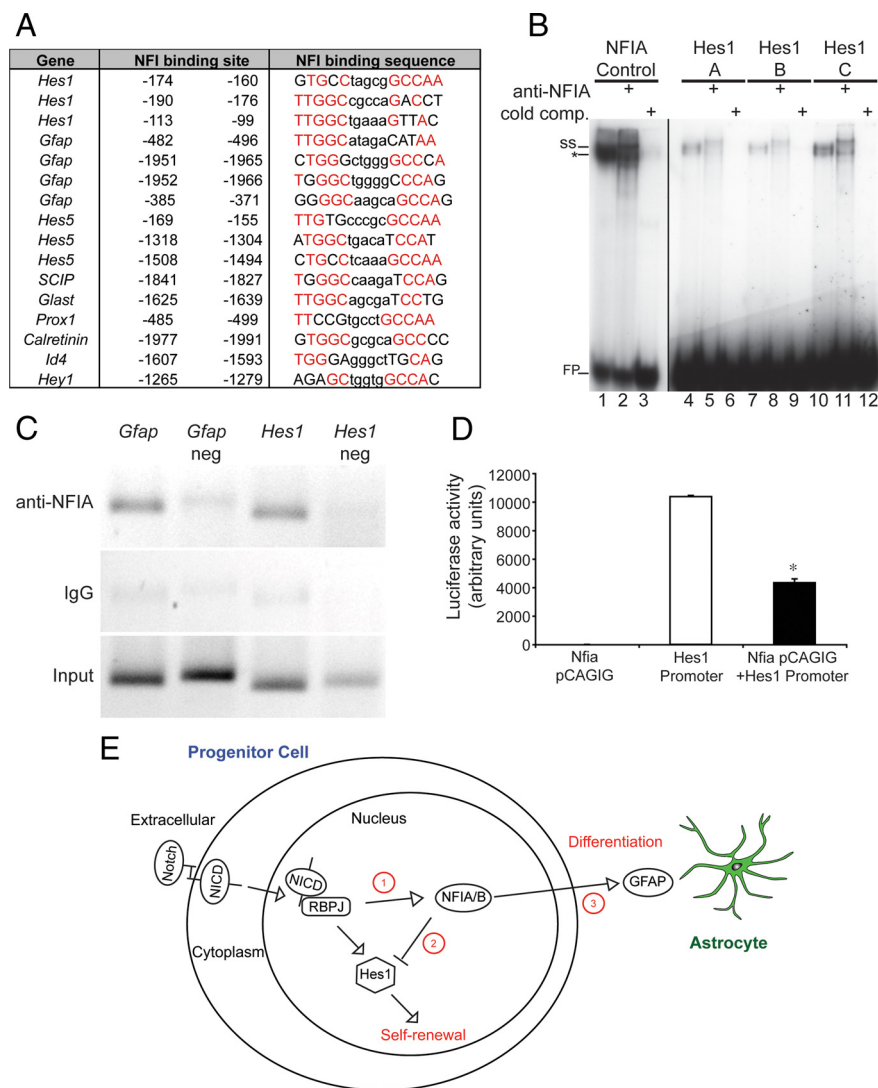 A
Gene NFI binding site NFI binding sequence
Hes1 -174 -160 GTGCCtagcgGCCAA
Hes1 -190 -176 TTGGCcgccaGACCT
Hes1 -113 -99 TTGGCtgaaaGTTAC
Gfap -482 -496 TTGGCatagaCATAA
Gfap -1951 -1965 CTGGGctgggGCCCA
Gfap -1952 -1966 TGGGCtggggCCCAG
Gfap -385 -371 GGGGCaagcaGCCAG
Hes5 -169 -155 TTGTGcccgcGCCAA
Hes5 -1318 -1304 ATGGCtgacaTCCAT
Hes5 -1508 -1494 CTGCCtcaaaGCCAA
SCIP -1841 -1827 TGGGCcaagaTCCAG
Glast -1625 -1639 TTGGCagcgaTCCTG
Prox1 -485 -499 TTCCGtgcctGCCAA
Calretinin -1977 -1991 GTGGCgcgcaGCCCC
Id4 -1607 -1593 TGGGAgggctTGCAG
Hey1 -1265 -1279 AGAGCtggtgGCCAC
B
NFIA Hes1 Hes1 Hes1
Control A B C
anti-NFIA + + + +
cold comp. + + + +
ss
*
FP
1 2 3 4 5 6 7 8 9 10 11 12
C
Gfap Gfap Hes1 Hes1
neg neg
anti-NFIA
IgG
Input
D
Luciferase activity
(arbitrary units)
12000
10000
8000
6000
4000
2000
0
*
Nfia Hes1 Nfia pCAGIG
pCAGIG Promoter +Hes1 Promoter
E
Progenitor Cell
Extracellular
Nucleus
Cytoplasm
Notch
NICD
NICD
RBPJ
1
NFIA/B
2
Hes1
Self-renewal
Differentiation
3
GFAP
Astrocyte